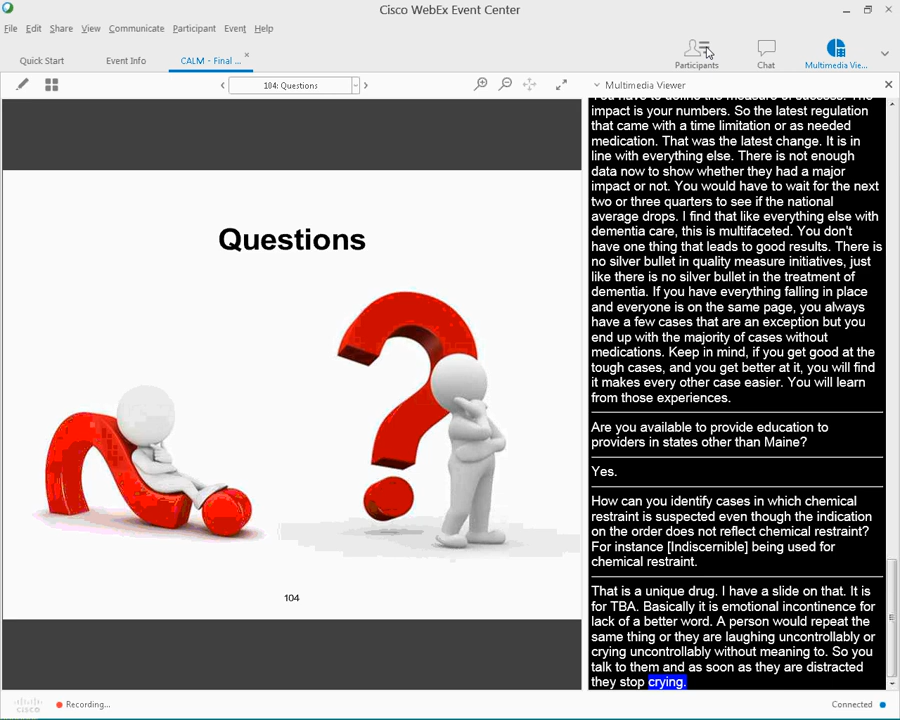 Cisco WebEx Event Center
File Edit Share View Communicate Participant Event Help
Quick Start Event Info CALM - Final ... ×
Participants Chat Multimedia Vie...
104: Questions
Multimedia Viewer
Questions
104
You have to define the measure of success. The
impact is your numbers. So the latest regulation
that came with a time limitation or as needed
medication. That was the latest change. It is in
line with everything else. There is not enough
data now to show whether they had a major
impact or not. You would have to wait for the next
two or three quarters to see if the national
average drops. I find that like everything else with
dementia care, this is multifaceted. You don't
have one thing that leads to good results. There is
no silver bullet in quality measure initiatives, just
like there is no silver bullet in the treatment of
dementia. If you have everything falling in place
and everyone is on the same page, you always
have a few cases that are an exception but you
end up with the majority of cases without
medications. Keep in mind, if you get good at the
tough cases, and you get better at it, you will find
it makes every other case easier. You will learn
from those experiences.
Are you available to provide education to
providers in states other than Maine?
Yes.
How can you identify cases in which chemical
restraint is suspected even though the indication
on the order does not reflect chemical restraint?
For instance [Indiscernible] being used for
chemical restraint.
That is a unique drug. I have a slide on that. It is
for TBA. Basically it is emotional incontinence for
lack of a better word. A person would repeat the
same thing or they are laughing uncontrollably or
crying uncontrollably without meaning to. So you
talk to them and as soon as they are distracted
they stop crying.
cisco
Recording...
Connected